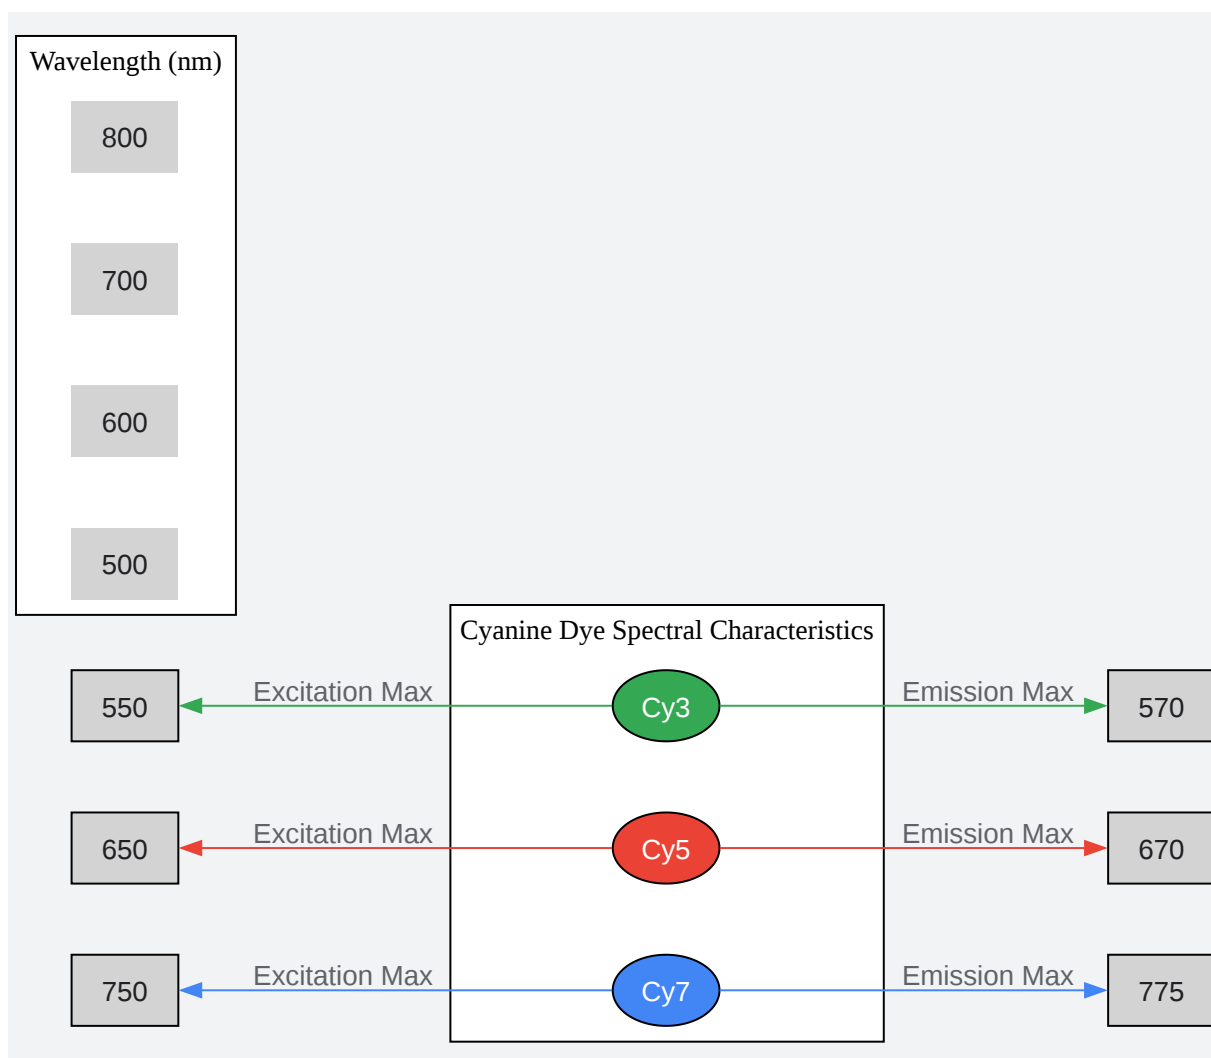 Wavelength (nm)
800
700
600
500
Cyanine Dye Spectral Characteristics
550
Excitation Max
Cy3
Emission Max
570
650
Excitation Max
Cy5
Emission Max
670
750
Excitation Max
Cy7
Emission Max
775